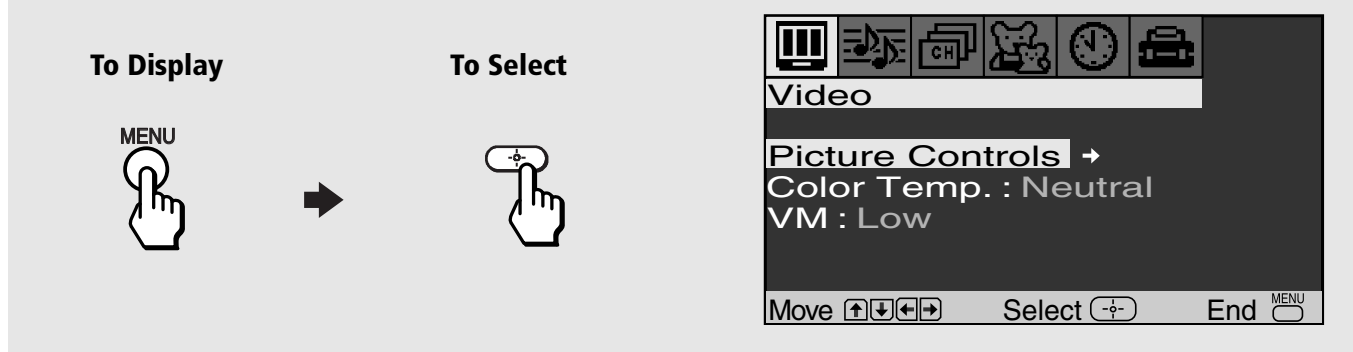 To Display
To Select
MENU
CH
Video
Picture Controls
Color Temp. : Neutral
VM : Low
Move Select End MENU